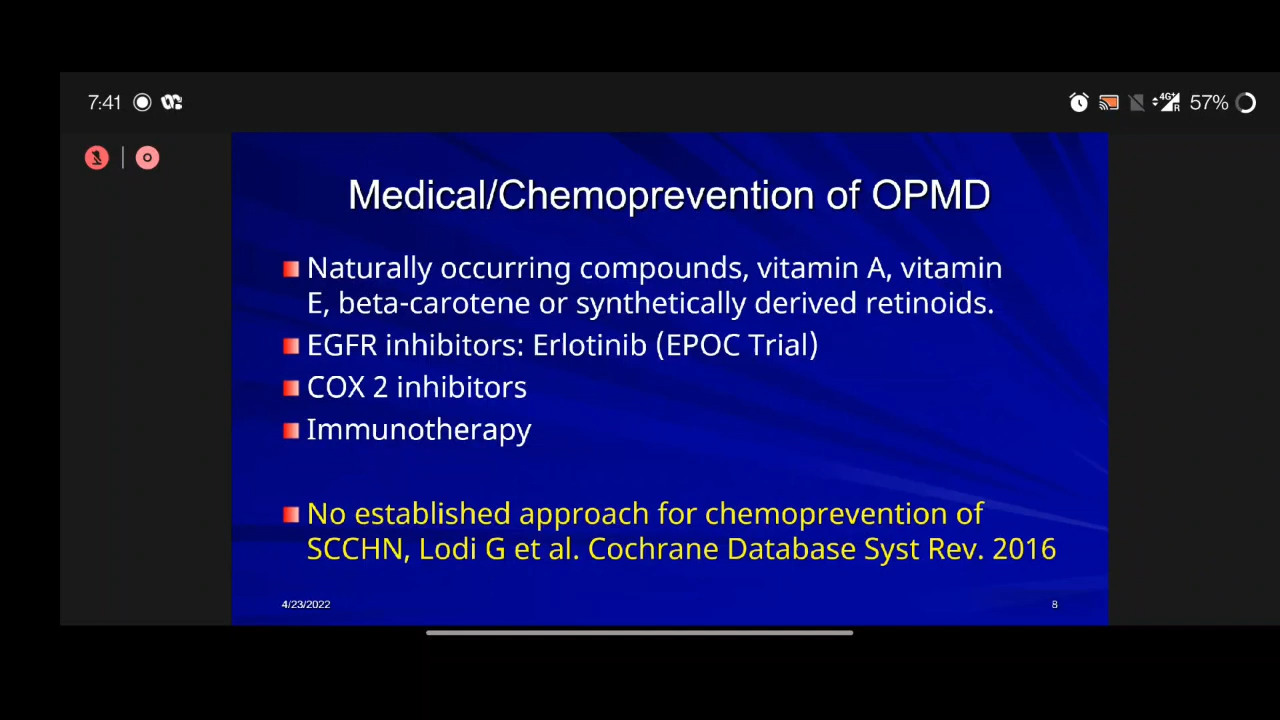 7:41
4G+
R
57%
Medical/Chemoprevention of OPMD
Naturally occurring compounds, vitamin A, vitamin
E, beta-carotene or synthetically derived retinoids.
EGFR inhibitors: Erlotinib (EPOC Trial)
COX 2 inhibitors
Immunotherapy
No established approach for chemoprevention of
SCCHN, Lodi G et al. Cochrane Database Syst Rev. 2016
4/23/2022
8